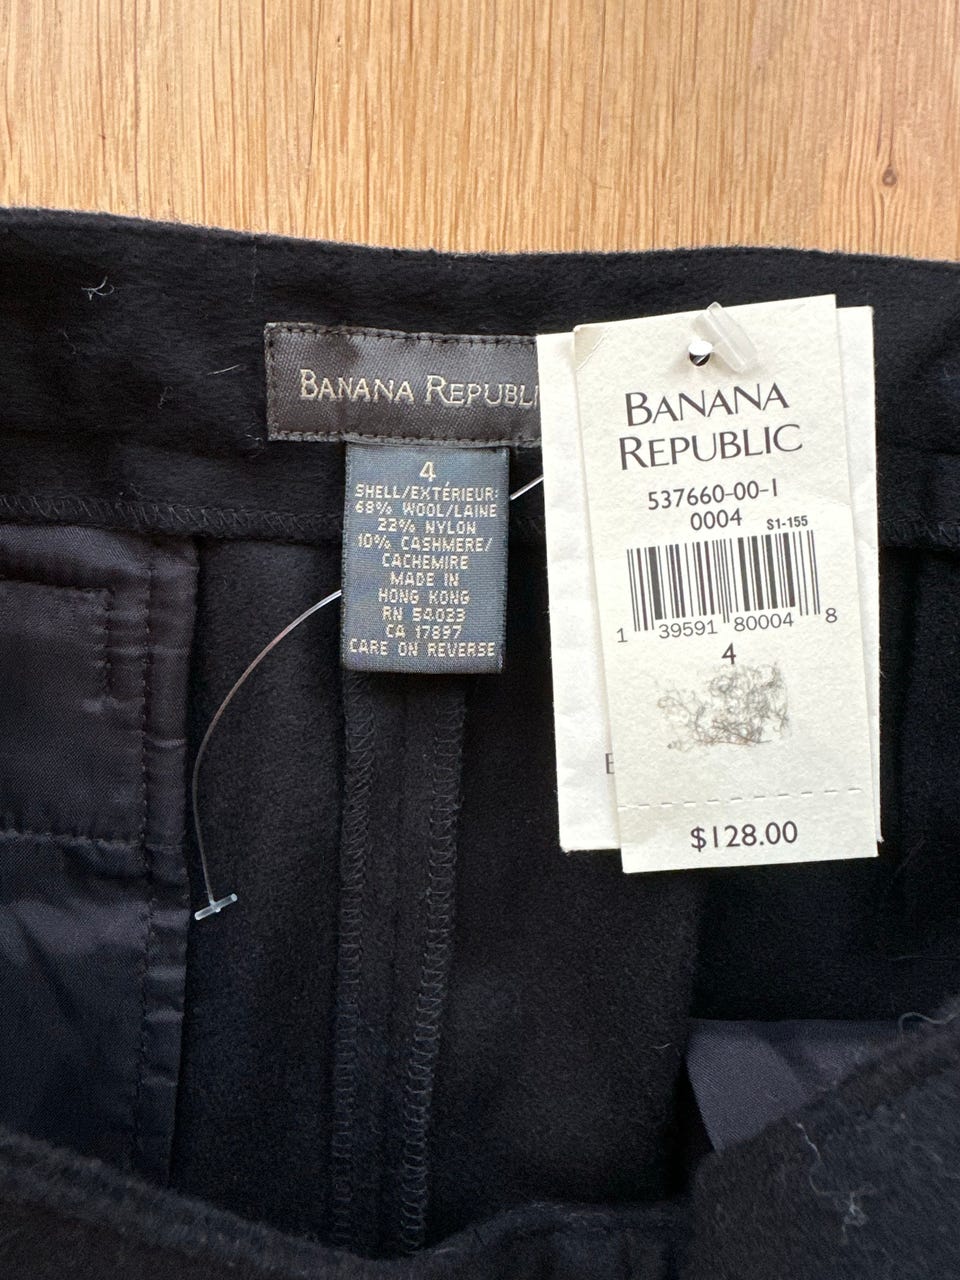 BANANA REPUBLI
4
SHELL/EXTÉRIEUR:
68% WOOL/LAINE
22% NYLON
10% CASHMERE/
CACHEMIRE
MADE IN
HONG KONG
RN 54023
CA 17897
CARE ON REVERSE
BANANA
REPUBLIC
537660-00-1
0004 S1-155
1 39591 80004 8
4
E
$128.00